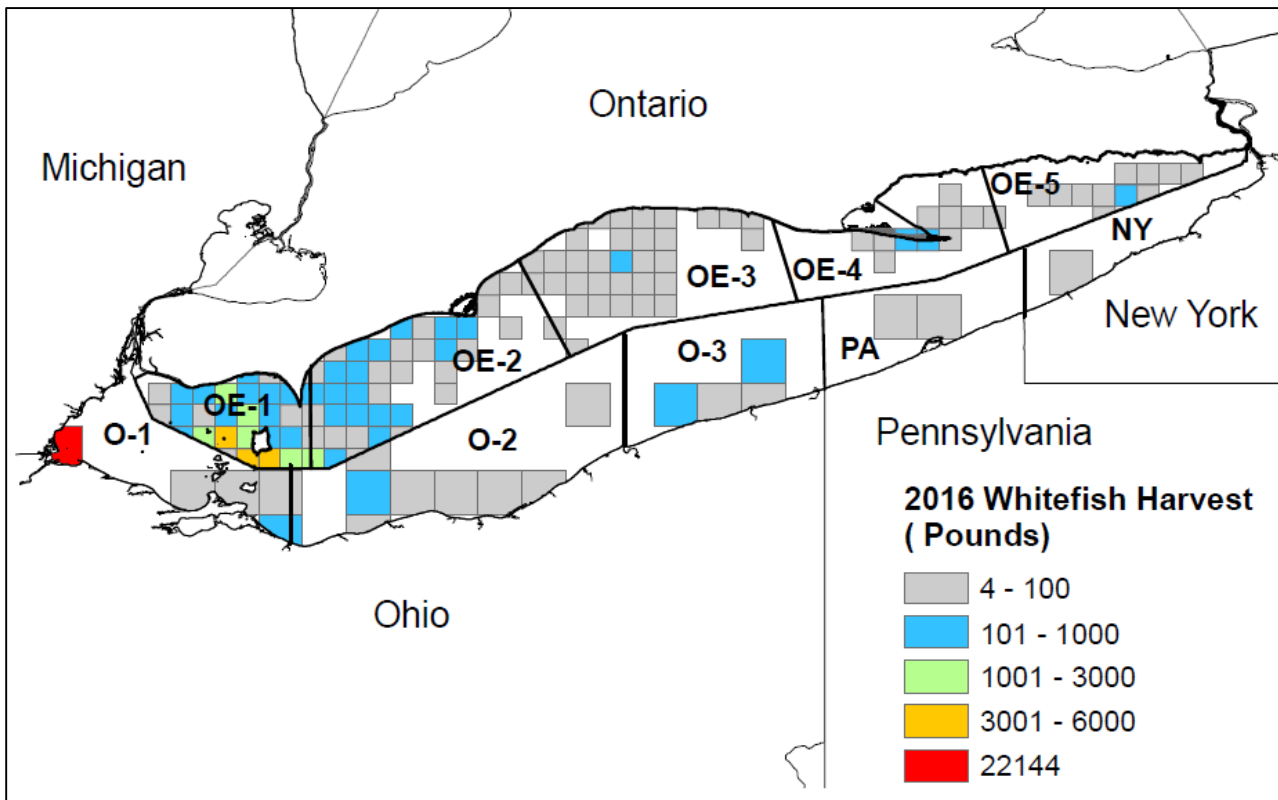 Ontario
Michigan
OE-5
NY
OE-3
OE-4
New York
OE-2
O-3
PA
OE-1
O-1
O-2
Pennsylvania
2016 Whitefish Harvest
( Pounds)
4 - 100
Ohio
101 - 1000
1001 - 3000
3001 - 6000
22144